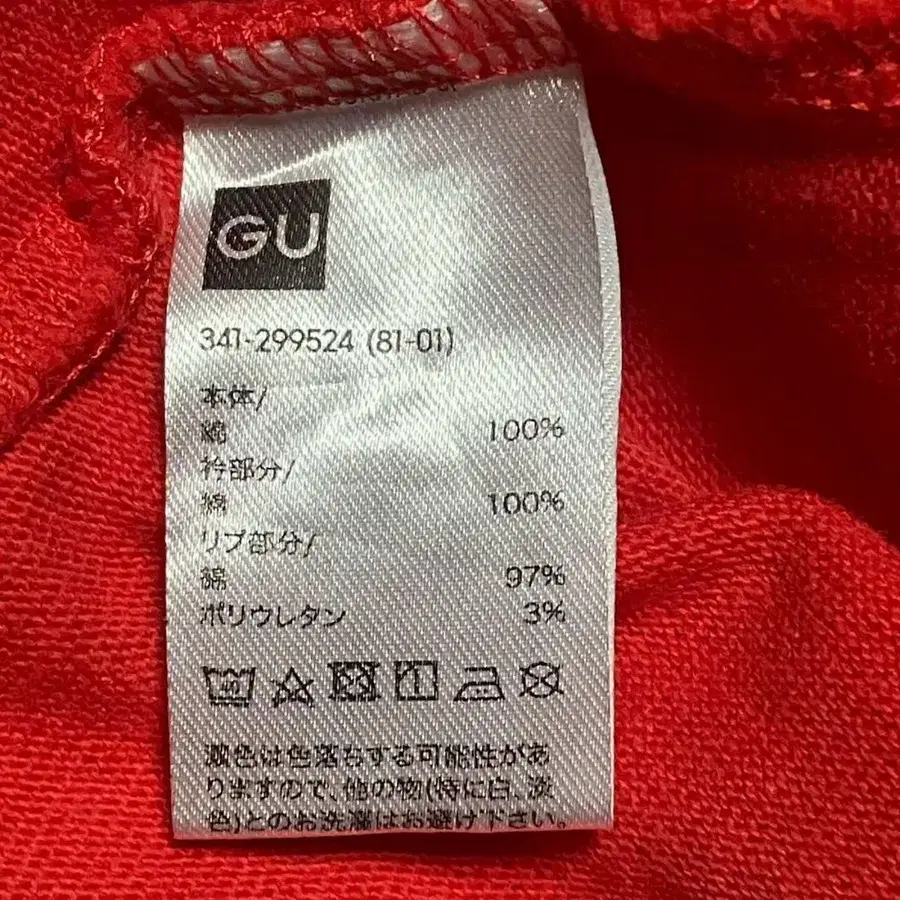 GU
341-299524 (81-01)
本体/
綿 100%
衿部分/
綿 100%
リブ部分/
綿 97%
ポリウレタン 3%
40
濃色は色落ちする可能性があ
りますので、他の物(特に白、淡
色)とのお洗濯はお避け下さい。